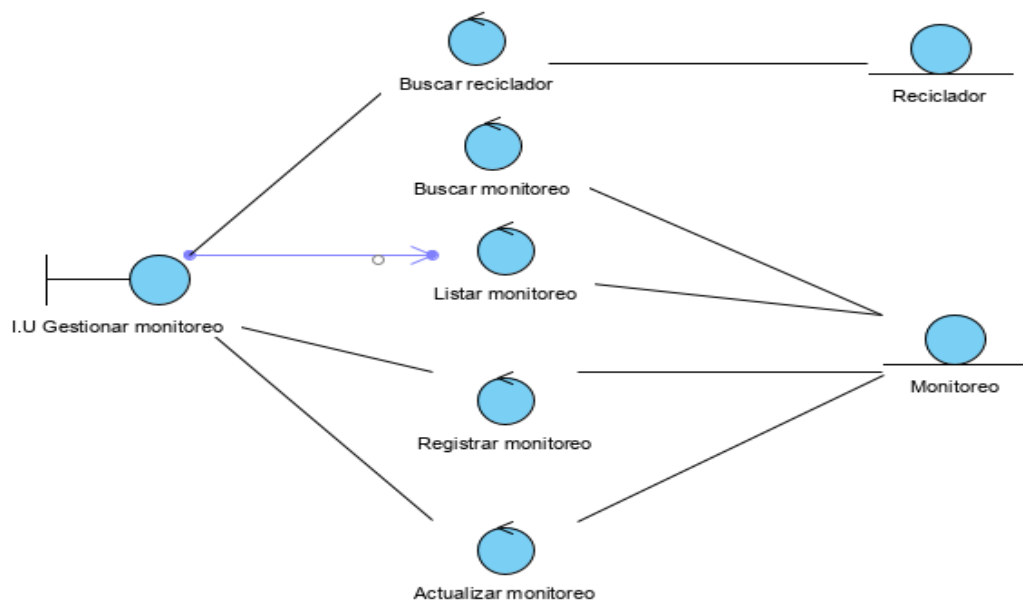 Buscar reciclador
Reciclador
Buscar monitoreo
Listar monitoreo
I.U Gestionar monitoreo
Monitoreo
Registrar monitoreo
Actualizar monitoreo